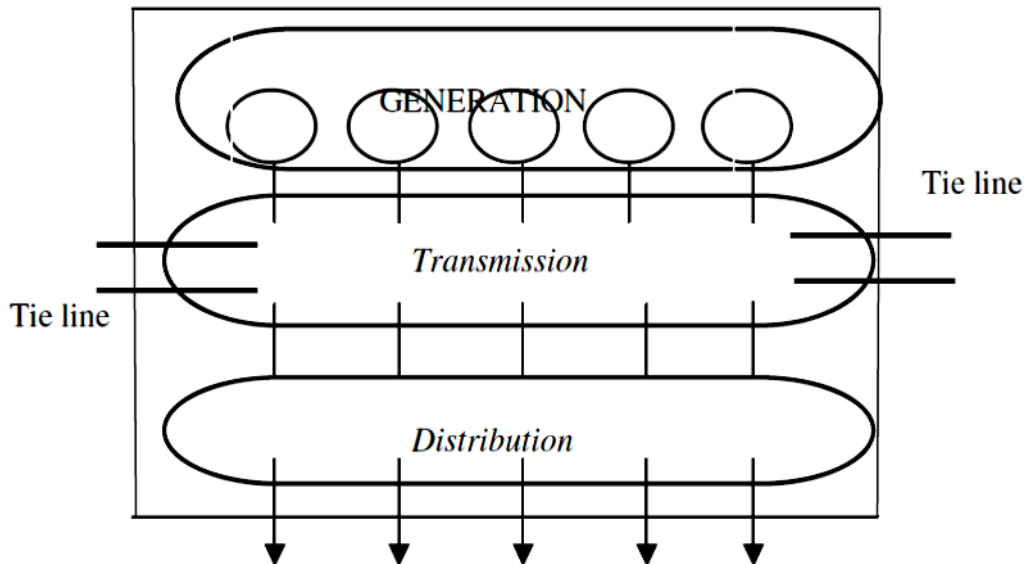 GENERATION
Tie line
Transmission
Tie line
Distribution